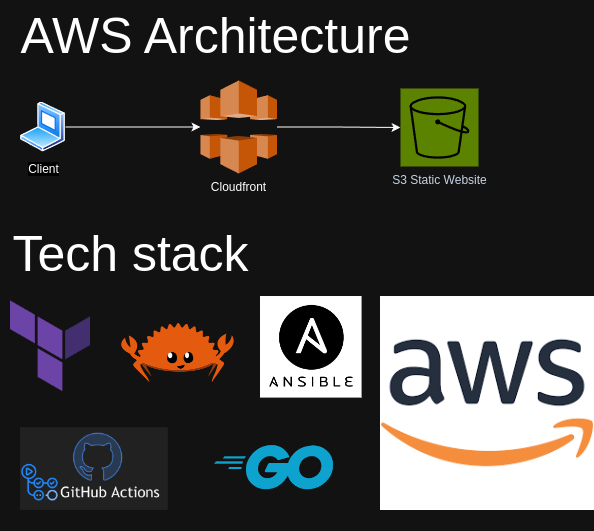 AWS Architecture
Client
Cloudfront
S3 Static Website
Tech stack
ANSIBLE
aws
GitHub Actions
GO